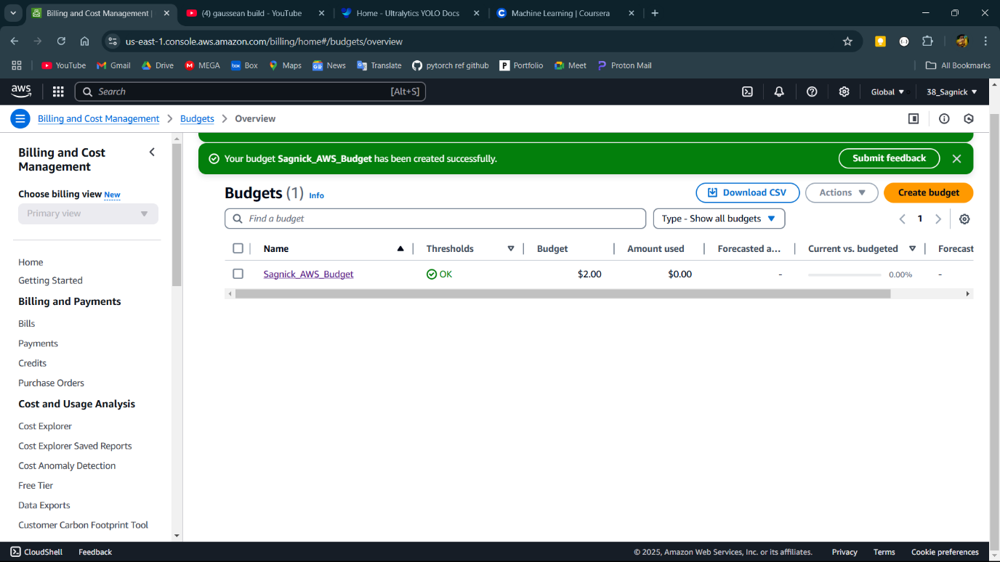 Billing and Cost Management |
(4) gaussean build - YouTube
Home - Ultralytics YOLO Docs
Machine Learning | Coursera
us-east-1.console.aws.amazon.com/billing/home#/budgets/overview
YouTube
Gmail
Drive
MEGA
box
Box
Maps
News
Translate
pytorch ref github
Portfolio
Meet
Proton Mail
All Bookmarks
aws
Search
[Alt+S]
Global
38_Sagnick
Billing and Cost Management
Budgets
Overview
Billing and Cost
Management
Choose billing view New
Primary view
Home
Getting Started
Billing and Payments
Bills
Payments
Credits
Purchase Orders
Cost and Usage Analysis
Cost Explorer
Cost Explorer Saved Reports
Cost Anomaly Detection
Free Tier
Data Exports
Customer Carbon Footprint Tool
Your budget Sagnick_AWS_Budget has been created successfully.
Submit feedback
Budgets (1) Info
Download CSV
Actions
Create budget
Find a budget
Type - Show all budgets
1
Name
Thresholds
Budget
Amount used
Forecasted a...
Current vs. budgeted
Forecast
Sagnick_AWS_Budget
OK
$2.00
$0.00
-
0.00%
-
CloudShell
Feedback
© 2025, Amazon Web Services, Inc. or its affiliates.
Privacy
Terms
Cookie preferences